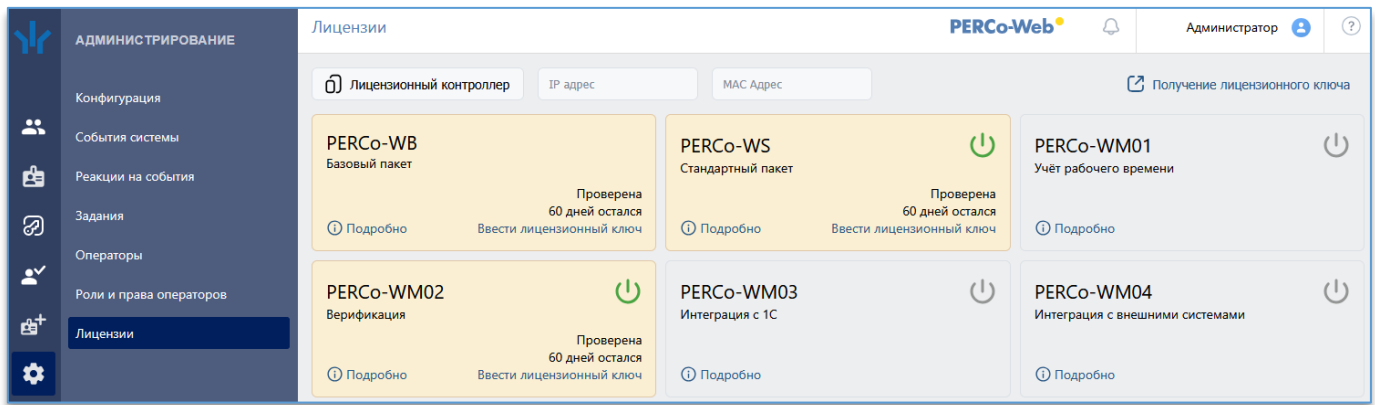 АДМИНИСТРИРОВАНИЕ
Конфигурация
События системы
Реакции на события
Задания
Операторы
Роли и права операторов
Лицензии
Лицензии
PERCo-Web
Администратор
?
Лицензионный контроллер
IP адрес
MAC Адрес
Получение лицензионного ключа
PERCo-WB
Базовый пакет
Проверена
60 дней остался
Подробно
Ввести лицензионный ключ
PERCo-WS
Стандартный пакет
Проверена
60 дней остался
Подробно
Ввести лицензионный ключ
PERCo-WM01
Учёт рабочего времени
Подробно
PERCo-WM02
Верификация
Проверена
60 дней остался
Подробно
Ввести лицензионный ключ
PERCo-WM03
Интеграция с 1С
Подробно
PERCo-WM04
Интеграция с внешними системами
Подробно